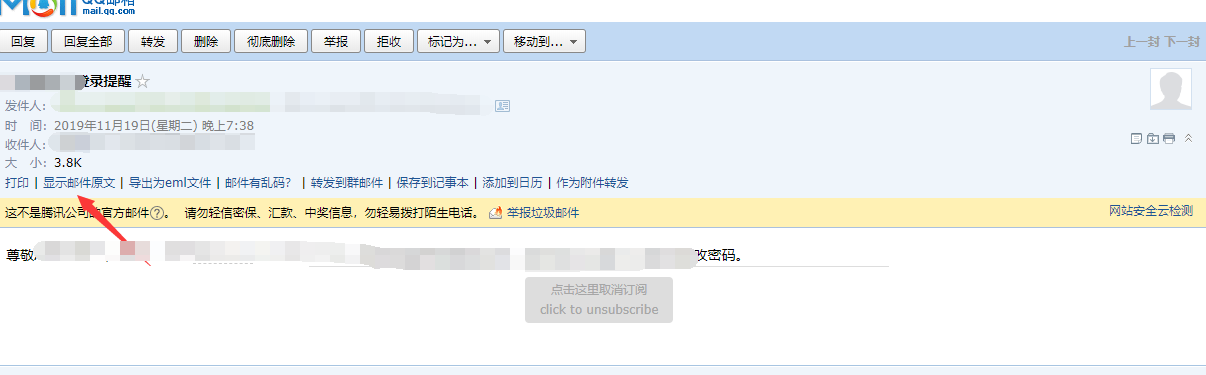 Mail QQ邮箱
mail.qq.com
回复 回复全部 转发 删除 彻底删除 举报 拒收 标记为... 移动到... 上一封 下一封
登录提醒☆
发件人:
时 间: 2019年11月19日(星期二) 晚上7:38
收件人:
大 小: 3.8K
打印 | 显示邮件原文 | 导出为eml文件 | 邮件有乱码? | 转发到群邮件 | 保存到记事本 | 添加到日历 | 作为附件转发
这不是腾讯公司的官方邮件?。 请勿轻信密保、汇款、中奖信息,勿轻易拨打陌生电话。 举报垃圾邮件 网站安全云检测
尊敬 改密码。
点击这里取消订阅
click to unsubscribe